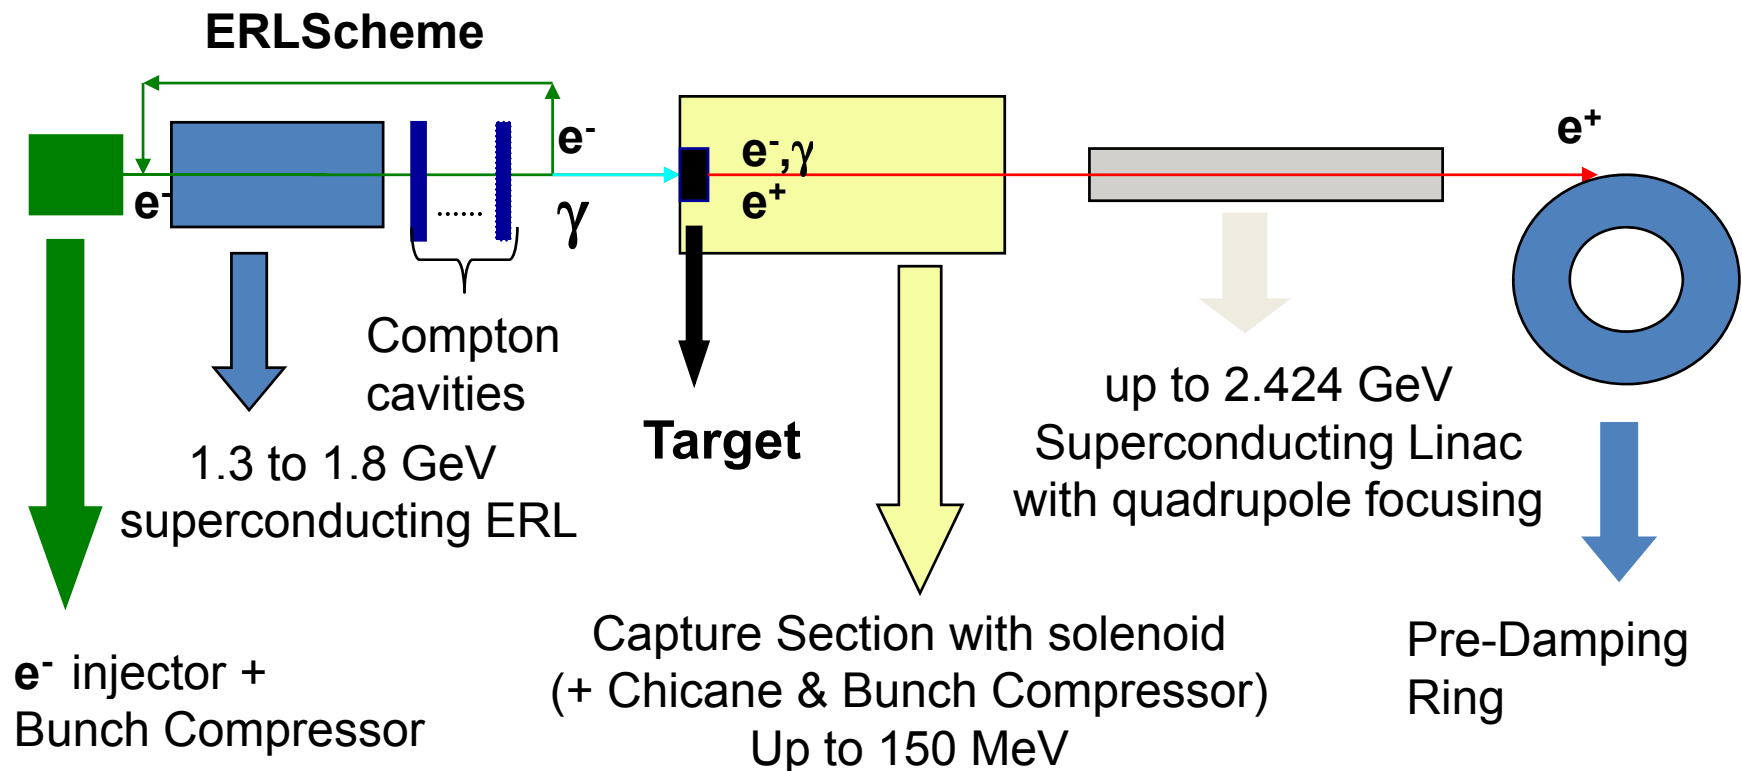 ERLScheme
e⁻
e⁻
γ
......
e⁻,γ
e⁺
e⁺
Compton
cavities
1.3 to 1.8 GeV
superconducting ERL
Target
up to 2.424 GeV
Superconducting Linac
with quadrupole focusing
e⁻ injector +
Bunch Compressor
Capture Section with solenoid
(+ Chicane & Bunch Compressor)
Up to 150 MeV
Pre-Damping
Ring